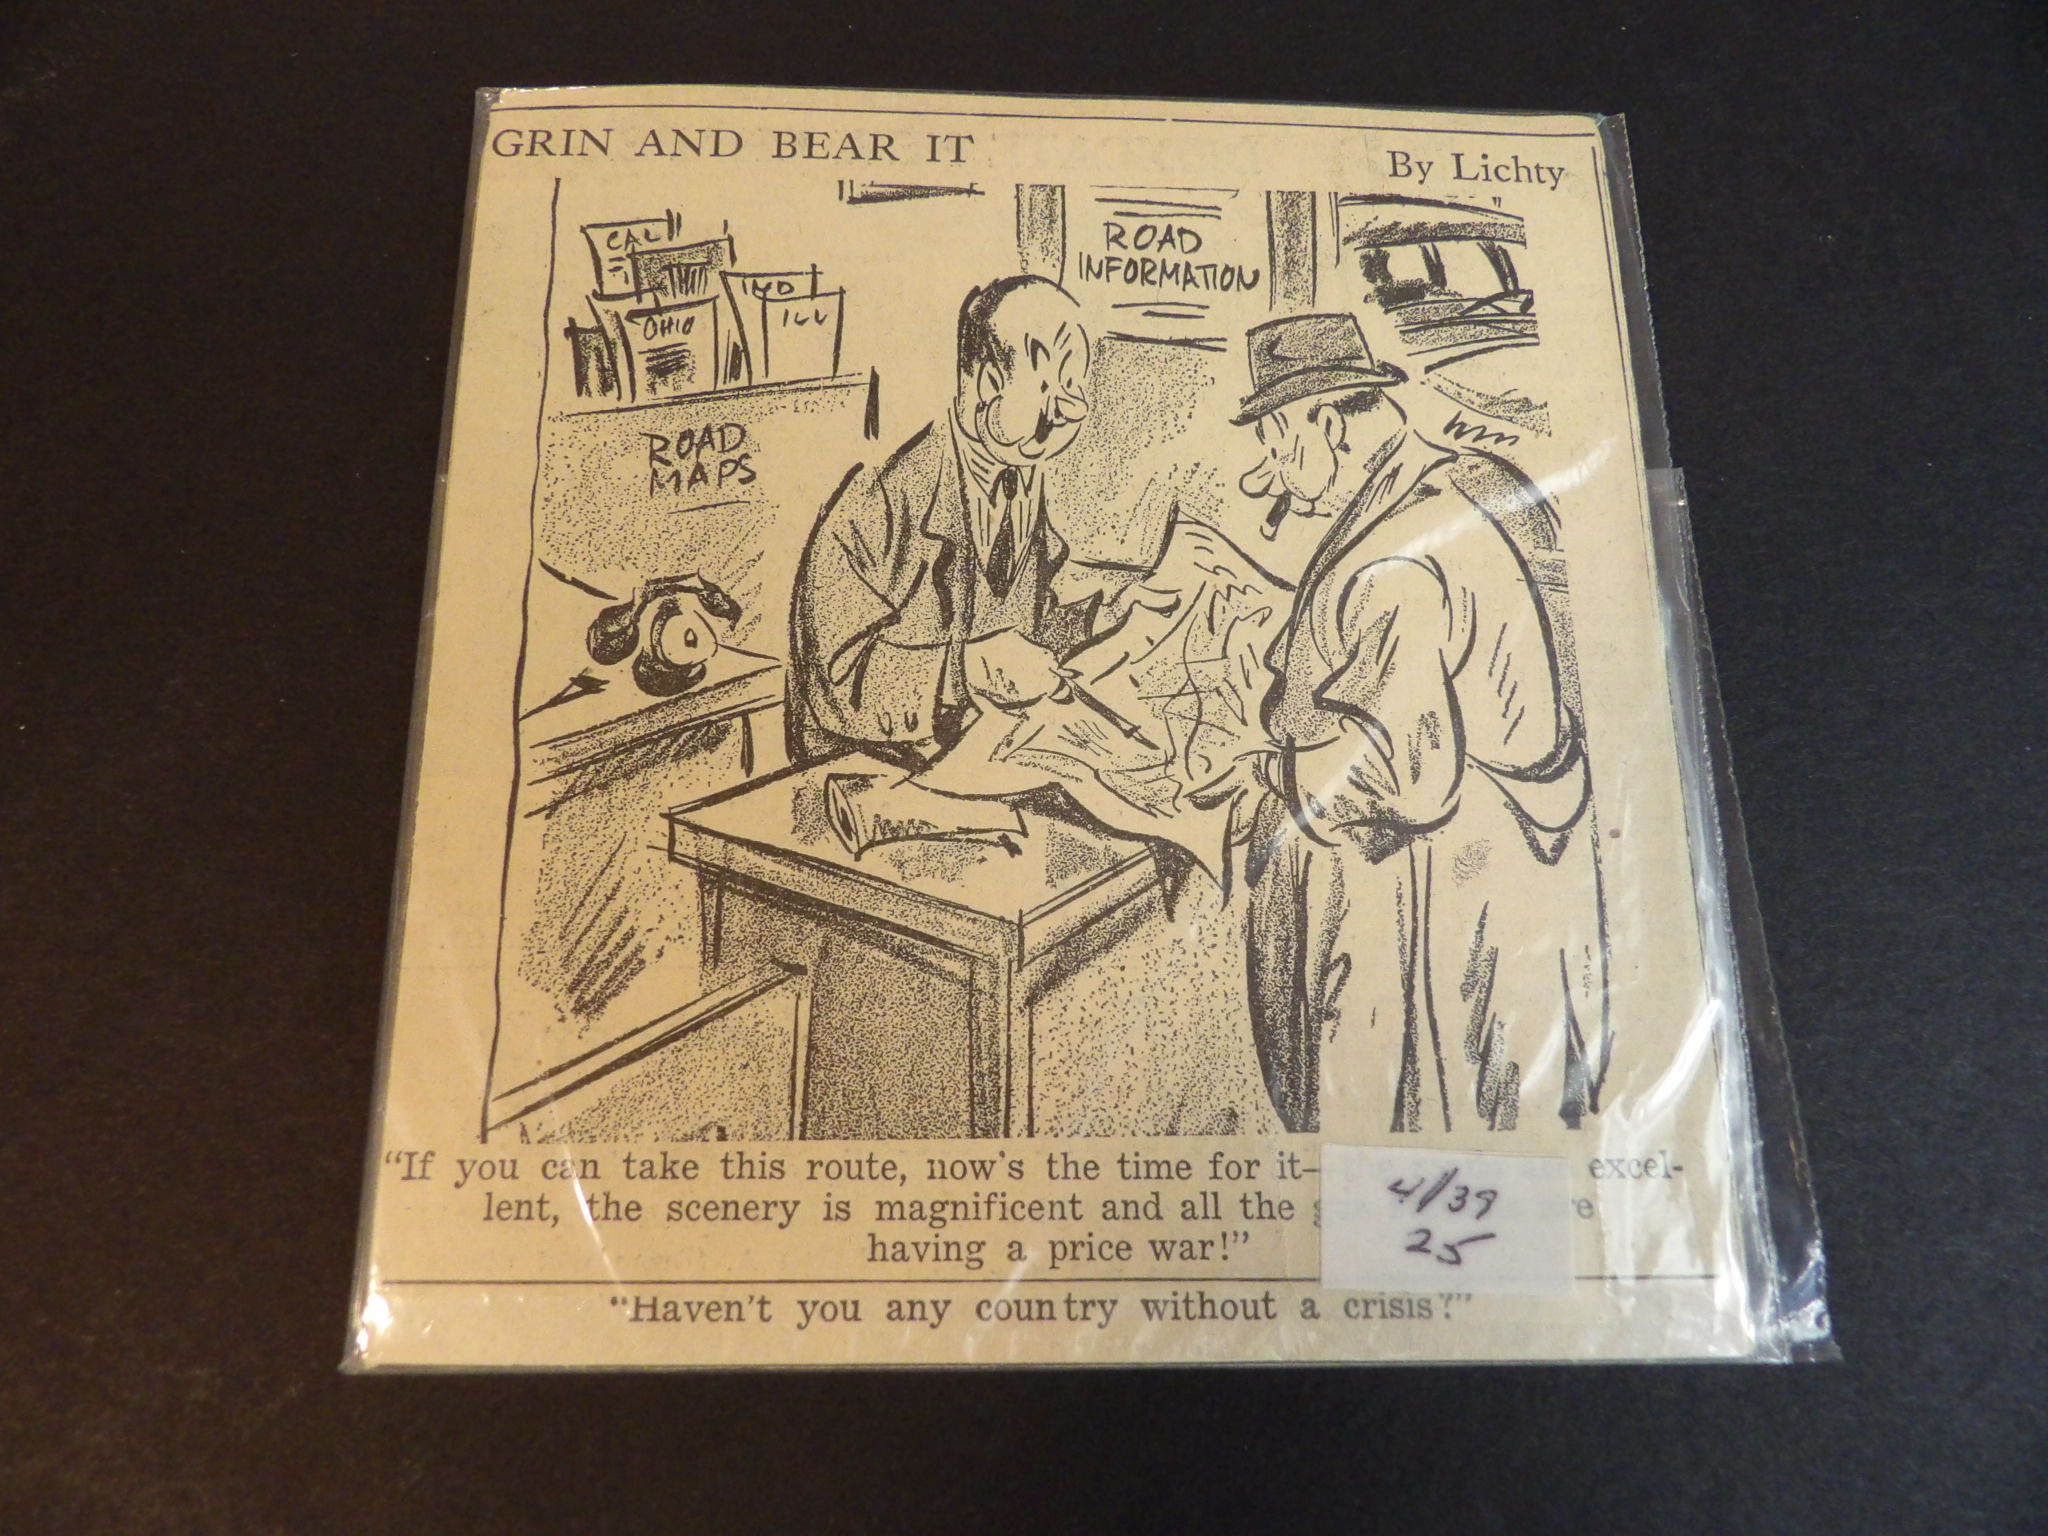 GRIN AND BEAR IT
By Lichty
CAL
OHIO
IND
ILL
ROAD
INFORMATION
ROAD
MAPS
“If you can take this route, now's the time for it— excel-
lent, the scenery is magnificent and all the
having a price war!”
4/39
25
“Haven't you any country without a crisis?”